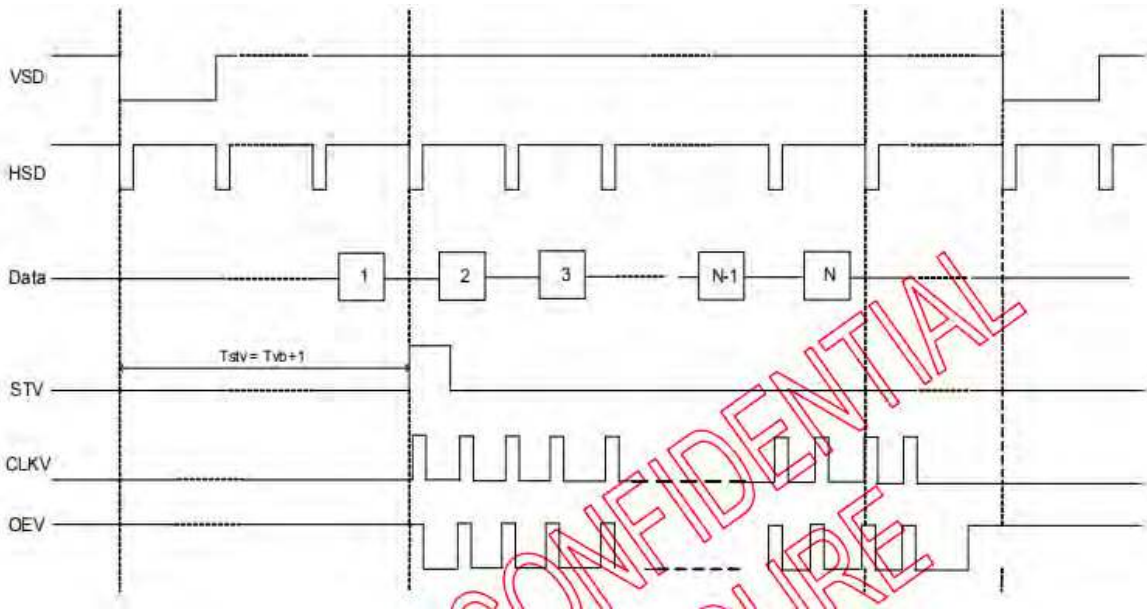 VSD
HSD
Data
1
2
3
N-1
N
Tstv = Tvb+1
STV
CLKV
OEV
CONFIDENTIAL